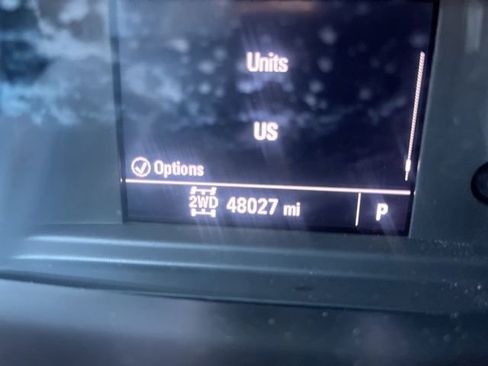 Units
US
Options
2WD 48027 mi P